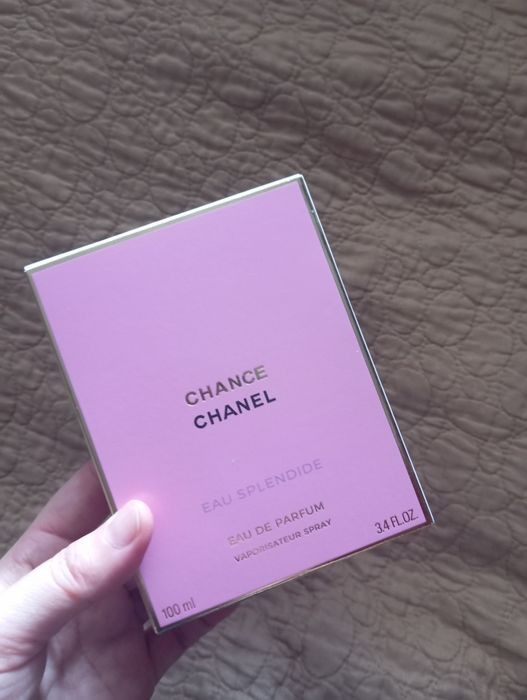 CHANCE
CHANEL
EAU SPLENDIDE
EAU DE PARFUM
VAPORISATEUR SPRAY
100 ml
3.4 FL.OZ.